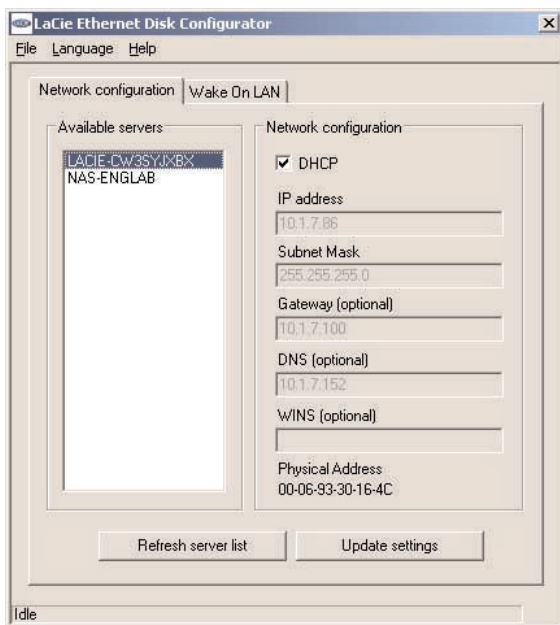 LaCie Ethernet Disk Configurator
File Language Help
Network configuration Wake On LAN
Available servers
LACIE-CW3SYJXBX
NAS-ENGLAB
Network configuration
DHCP
IP address
10.1.7.86
Subnet Mask
255.255.255.0
Gateway (optional)
10.1.7.100
DNS (optional)
10.1.7.152
WINS (optional)
Physical Address
00-06-93-30-16-4C
Refresh server list Update settings
Idle